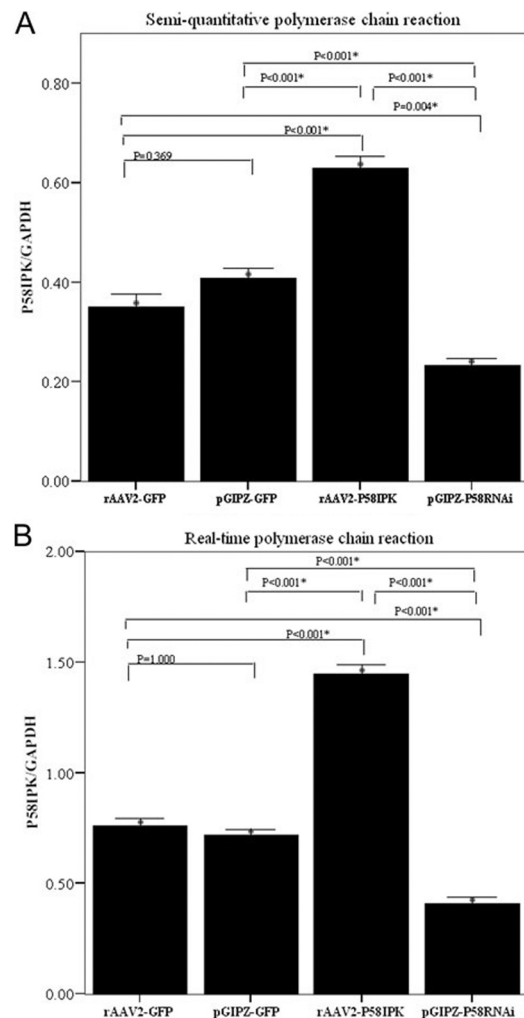 A
Semi-quantitative polymerase chain reaction
P<0.001*
P<0.001* P<0.001*
P=0.004*
P<0.001*
P=0.369
0.80
0.60
0.40
0.20
0.00
P58IPK/GAPDH
rAAV2-GFP pGIPZ-GFP rAAV2-P58IPK pGIPZ-P58RNAi
B
Real-time polymerase chain reaction
P<0.001*
P<0.001* P<0.001*
P<0.001*
P<0.001*
P=1.000
2.00
1.50
1.00
0.50
0.00
P58IPK/GAPDH
rAAV2-GFP pGIPZ-GFP rAAV2-P58IPK pGIPZ-P58RNAi